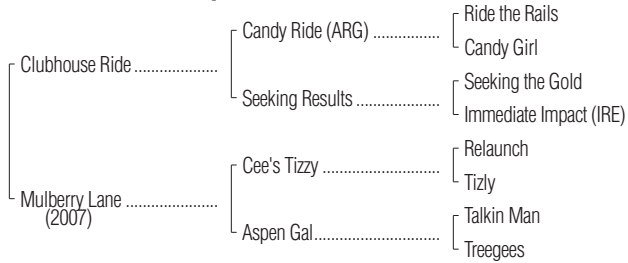 Ride the Rails
Candy Ride (ARG) ................
Candy Girl
Clubhouse Ride ....................
Seeking the Gold
Seeking Results ....................
Immediate Impact (IRE)
Relaunch
Cee's Tizzy ............................
Tizly
Mulberry Lane ......................
(2007)
Talkin Man
Aspen Gal..............................
Treegees